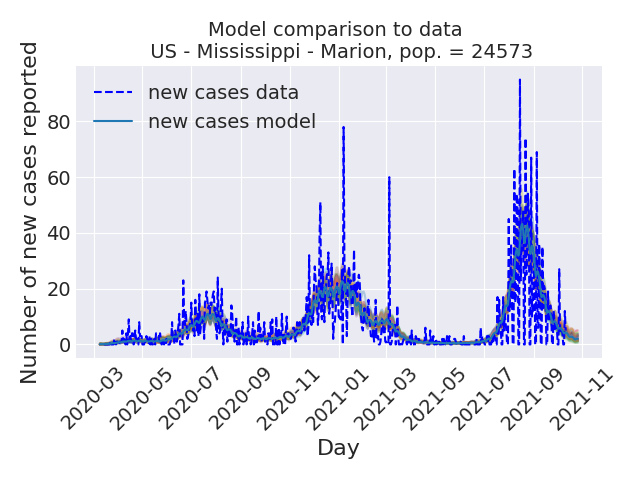 Model comparison to data
US - Mississippi - Marion, pop. = 24573
Number of new cases reported
new cases data
new cases model
80
60
40
20
0
2020-03
2020-05
2020-07
2020-09
2020-11
2021-01
2021-03
2021-05
2021-07
2021-09
2021-11
Day